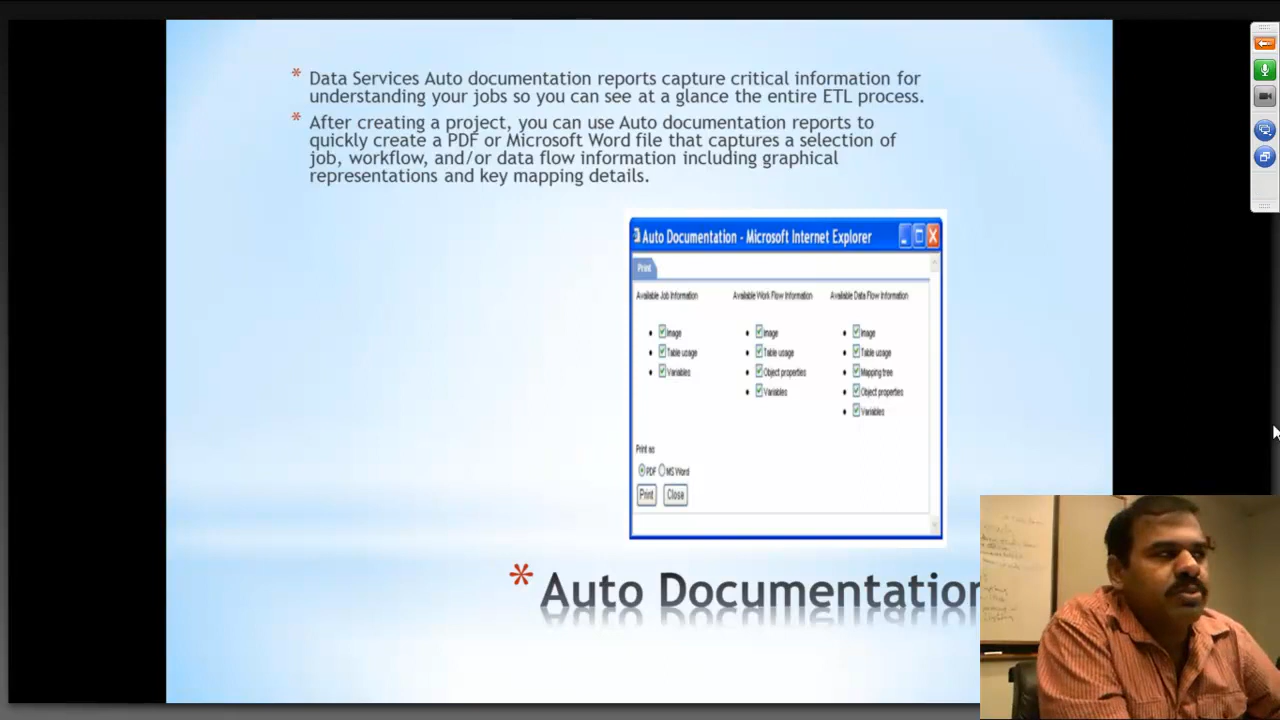 * Data Services Auto documentation reports capture critical information for
understanding your jobs so you can see at a glance the entire ETL process.
* After creating a project, you can use Auto documentation reports to
quickly create a PDF or Microsoft Word file that captures a selection of
job, workflow, and/or data flow information including graphical
representations and key mapping details.
Auto Documentation - Microsoft Internet Explorer
Print
Available Job Information Available Work Flow Information Available Data Flow Information
• Image • Image • Image
• Table usage • Table usage • Table usage
• Variables • Object properties • Mapping tree
• Variables • Object properties
• Variables
Print as
PDF MS Word
Print Close
* Auto Documentation